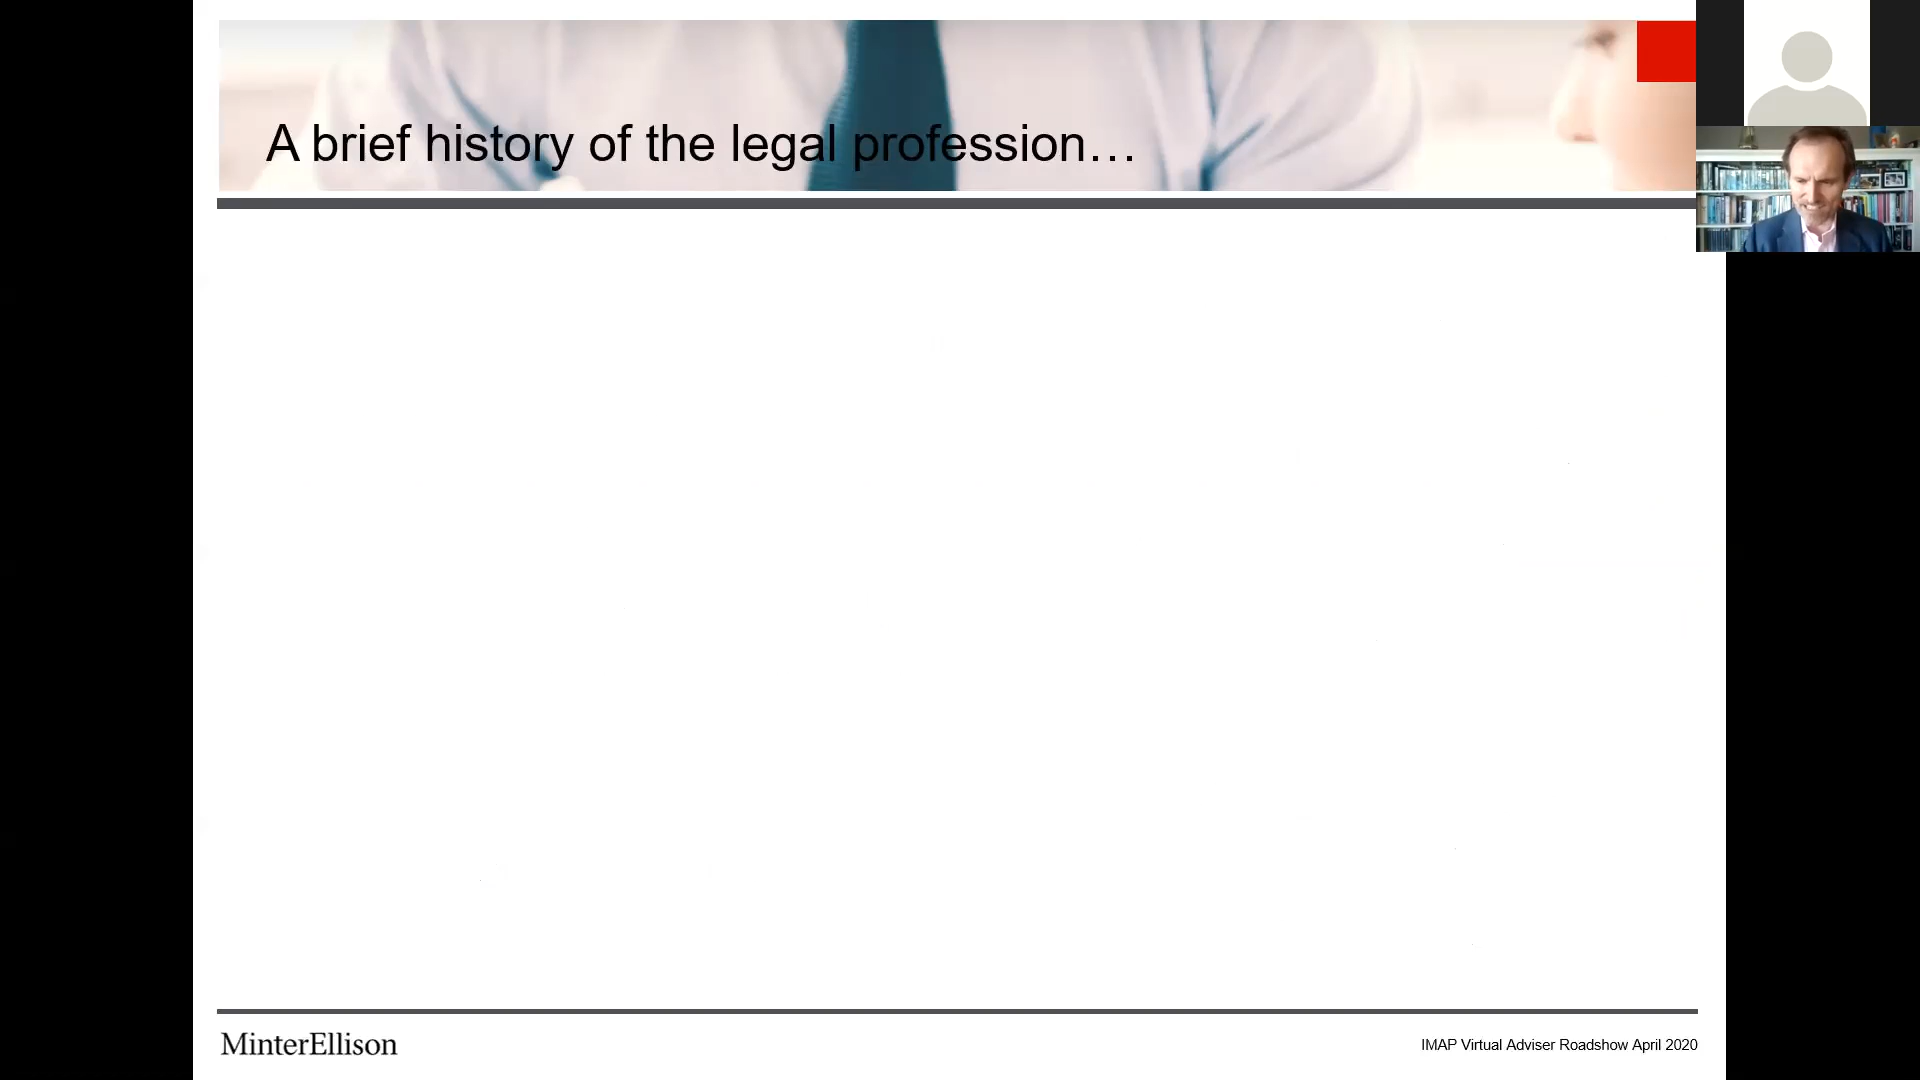 A brief history of the legal profession…
MinterEllison
IMAP Virtual Adviser Roadshow April 2020